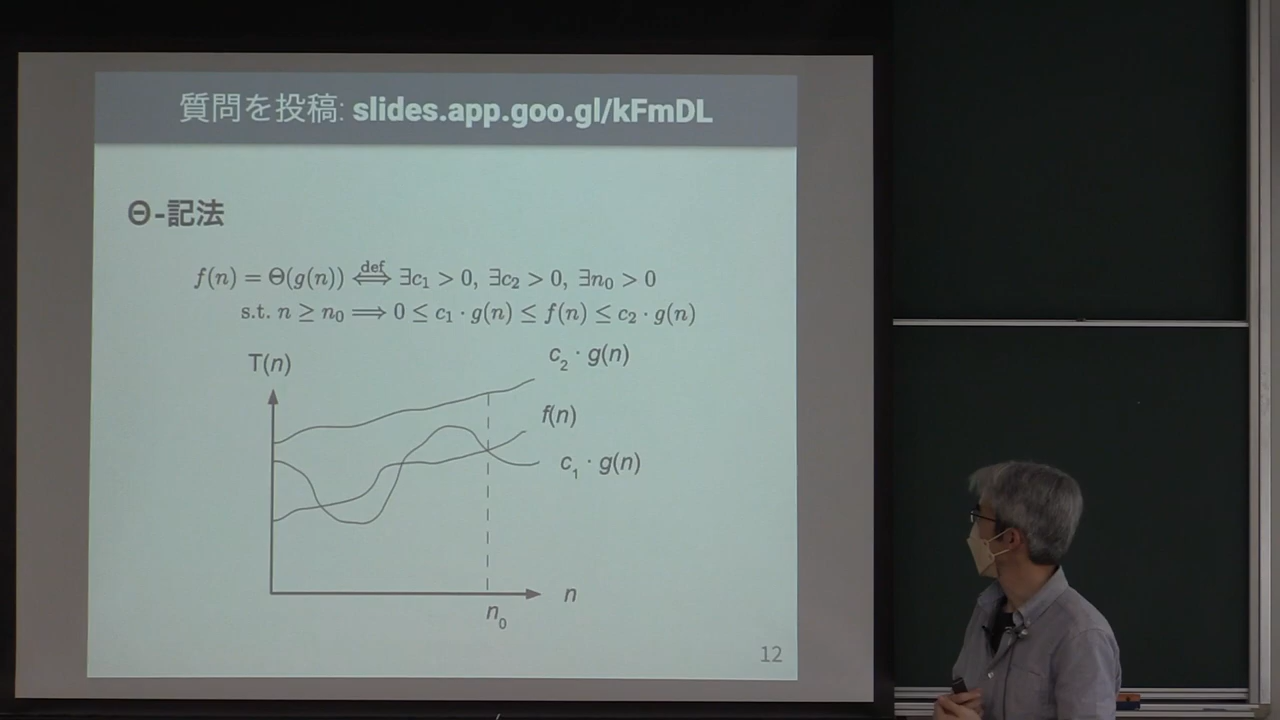 質問を投稿: slides.app.goo.gl/kFmDL
Θ-記法
f(n) = Θ(g(n)) ⟺def ∃c₁ > 0, ∃c₂ > 0, ∃n₀ > 0
s.t. n ≥ n₀ ⟹ 0 ≤ c₁ · g(n) ≤ f(n) ≤ c₂ · g(n)
T(n)
c₂ · g(n)
f(n)
c₁ · g(n)
n
n₀
12